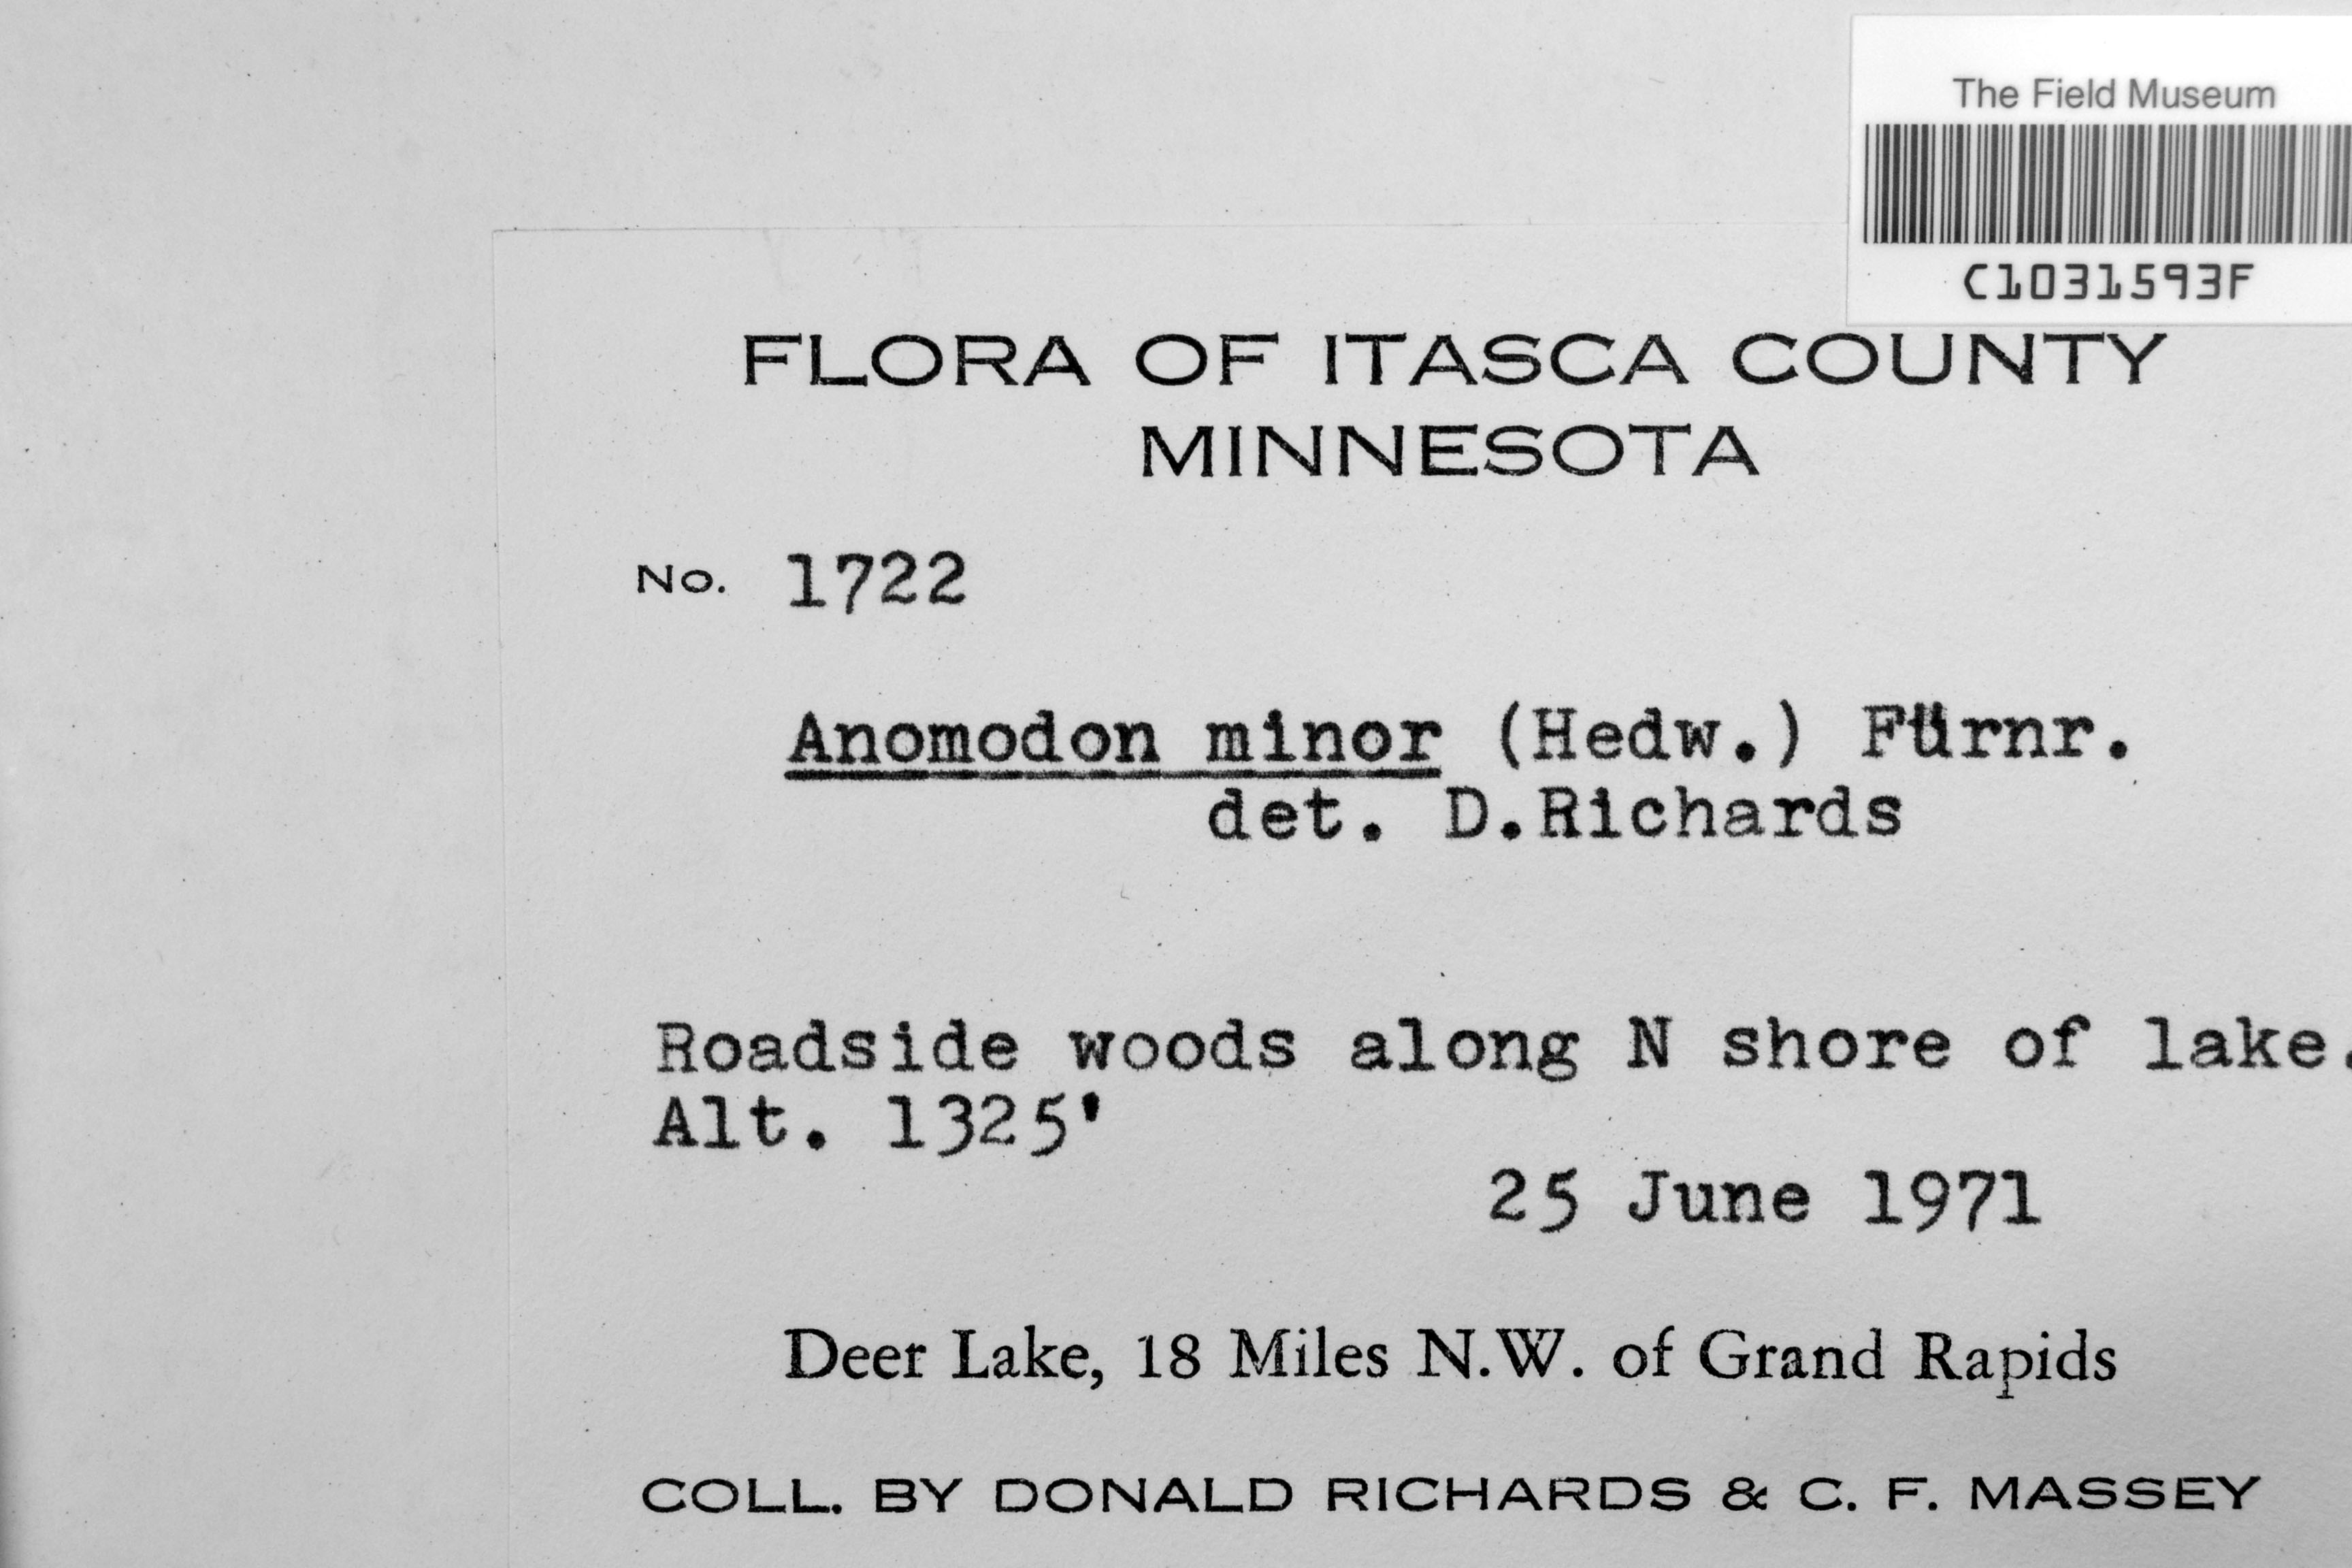 The Field Museum
C1031593F
FLORA OF ITASCA COUNTY
MINNESOTA
No. 1722
Anomodon minor (Hedw.) Fürnr.
det. D.Richards
Roadside woods along N shore of lake.
Alt. 1325'
25 June 1971
Deer Lake, 18 Miles N.W. of Grand Rapids
COLL. BY DONALD RICHARDS & C. F. MASSEY